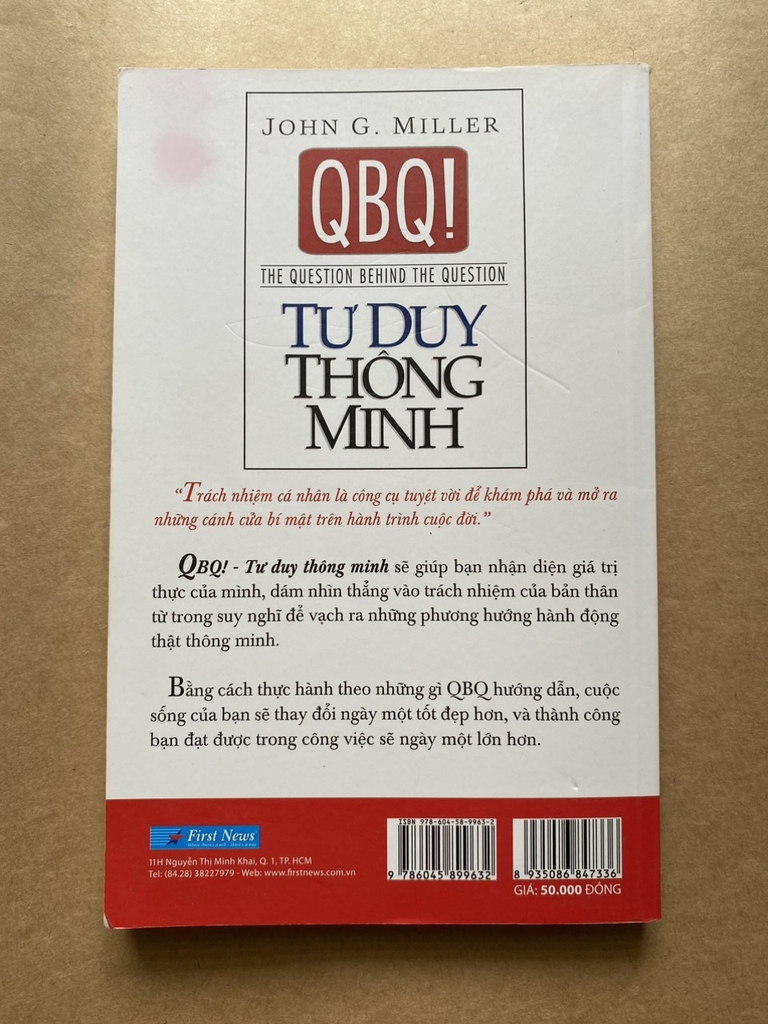 JOHN G. MILLER
QBQ!
THE QUESTION BEHIND THE QUESTION
TƯ DUY
THÔNG
MINH
“Trách nhiệm cá nhân là công cụ tuyệt vời để khám phá và mở ra
những cánh cửa bí mật trên hành trình cuộc đời.”
QBQ! - Tư duy thông minh sẽ giúp bạn nhận diện giá trị
thực của mình, dám nhìn thẳng vào trách nhiệm của bản thân
từ trong suy nghĩ để vạch ra những phương hướng hành động
thật thông minh.
Bằng cách thực hành theo những gì QBQ hướng dẫn, cuộc
sống của bạn sẽ thay đổi ngày một tốt đẹp hơn, và thành công
bạn đạt được trong công việc sẽ ngày một lớn hơn.
First News
11H Nguyễn Thị Minh Khai, Q. 1, TP. HCM
Tel: (84.28) 38227979 - Web: www.firstnews.com.vn
ISBN 978-604-58-9963-2
9 786045 899632
8 935086 847336
GIÁ: 50.000 ĐỒNG